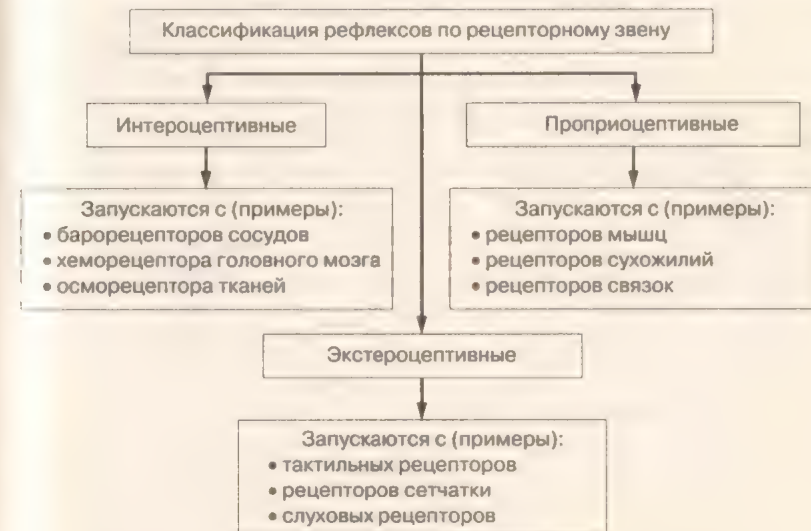 Классификация рефлексов по рецепторному звену
Интероцептивные
Проприоцептивные
Запускаются с (примеры):
• барорецепторов сосудов
• хеморецептора головного мозга
• осморецептора тканей
Запускаются с (примеры):
• рецепторов мышц
• рецепторов сухожилий
• рецепторов связок
Экстероцептивные
Запускаются с (примеры):
• тактильных рецепторов
• рецепторов сетчатки
• слуховых рецепторов